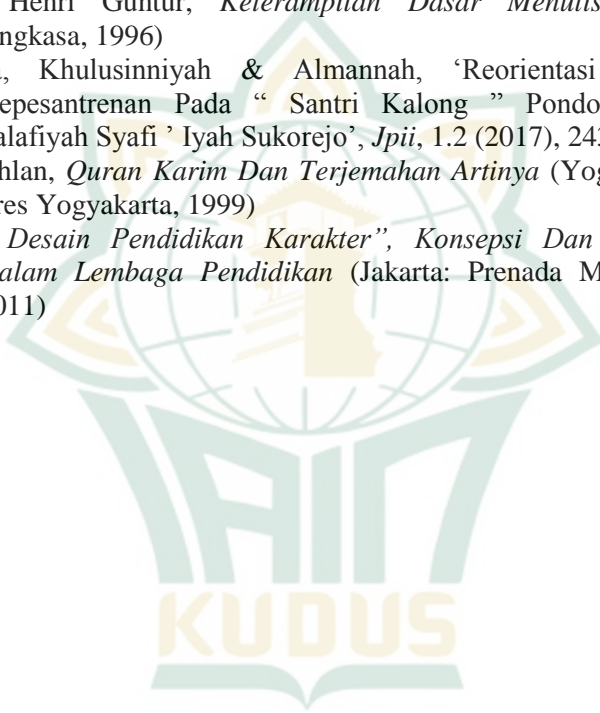 Henri Guntur, Keterampilan Dasar Menulis
ngkasa, 1996)
, Khulusinniyah & Almannah, ‘Reorientasi
epesantrenan Pada “ Santri Kalong ” Pondo
alafiyah Syafi ’ Iyah Sukorejo’, Jpii, 1.2 (2017), 243
hlan, Quran Karim Dan Terjemahan Artinya (Yog
res Yogyakarta, 1999)
Desain Pendidikan Karakter”, Konsepsi Dan
alam Lembaga Pendidikan (Jakarta: Prenada M
011)
IAIN
KUDUS